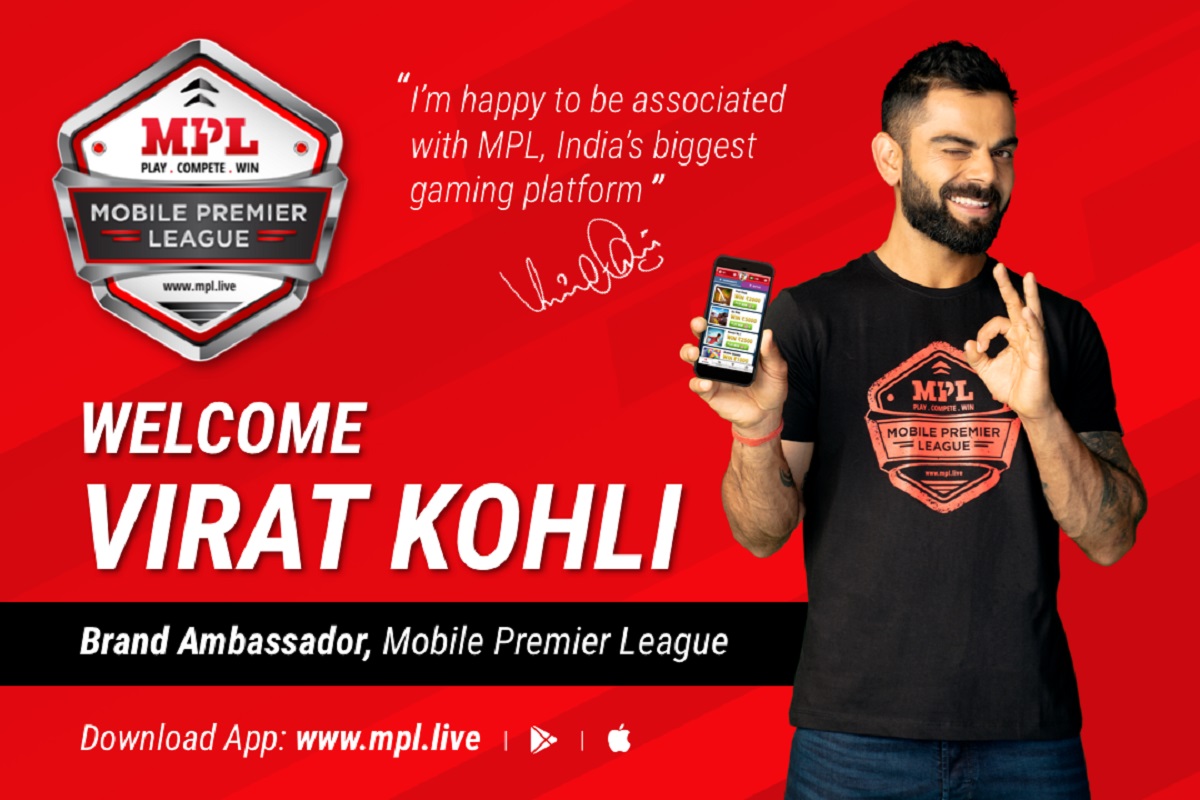 MPL
PLAY . COMPETE . WIN
MOBILE PREMIER
LEAGUE
www.mpl.live
“I’m happy to be associated
with MPL, India’s biggest
gaming platform”
WELCOME
VIRAT KOHLI
Brand Ambassador, Mobile Premier League
Download App: www.mpl.live | |
MPL
PLAY . COMPETE . WIN
MOBILE PREMIER
LEAGUE
www.mpl.live